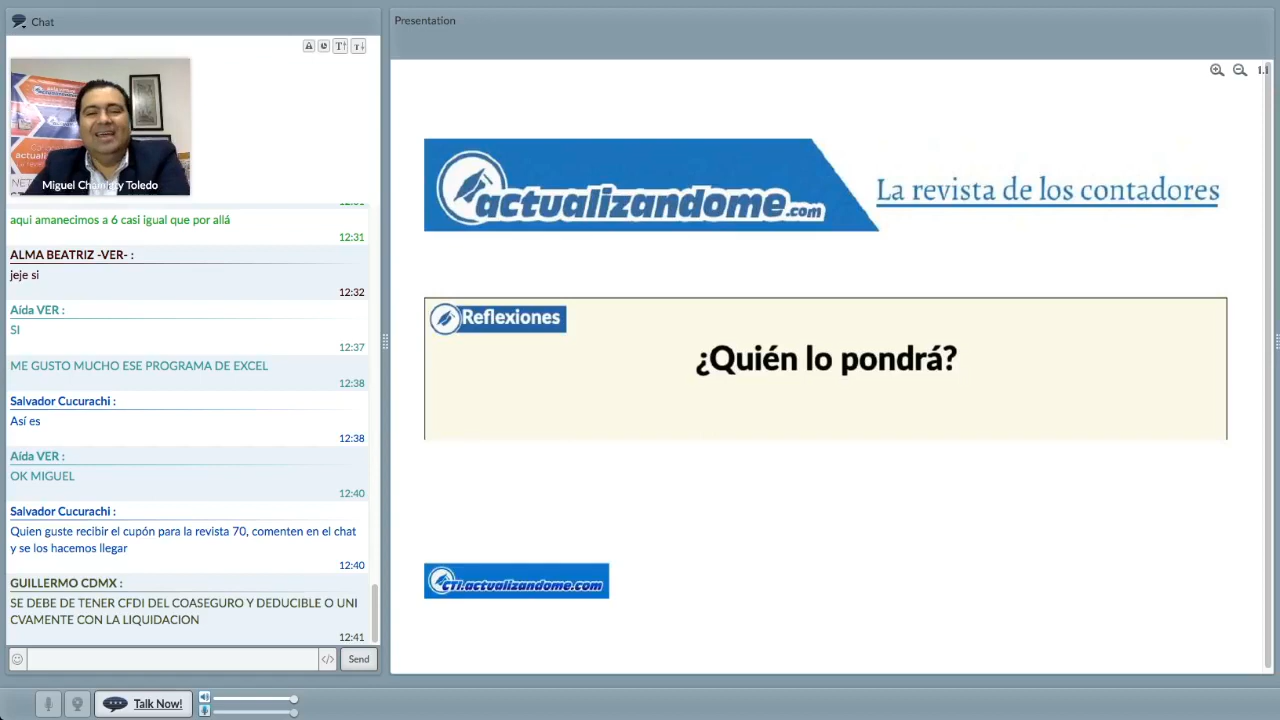 Chat
Miguel Chamlaty Toledo
aqui amanecimos a 6 casi igual que por allá
12:31
ALMA BEATRIZ -VER- :
jeje si
12:32
Aída VER :
SI
12:37
ME GUSTO MUCHO ESE PROGRAMA DE EXCEL
12:38
Salvador Cucurachi :
Así es
12:38
Aída VER :
OK MIGUEL
12:40
Salvador Cucurachi :
Quien guste recibir el cupón para la revista 70, comenten en el chat
y se los hacemos llegar
12:40
GUILLERMO CDMX :
SE DEBE DE TENER CFDI DEL COASEGURO Y DEDUCIBLE O UNI
CVAMENTE CON LA LIQUIDACION
12:41
Send
Talk Now!
Presentation
1:1
actualizandome.com
La revista de los contadores
Reflexiones
¿Quién lo pondrá?
CTI.actualizandome.com